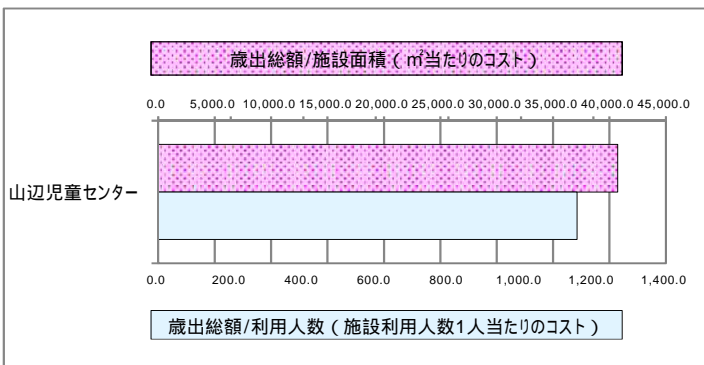 歳出総額/施設面積(㎡当たりのコスト)
0.0 5,000.0 10,000.0 15,000.0 20,000.0 25,000.0 30,000.0 35,000.0 40,000.0 45,000.0
山辺児童センター
0.0 200.0 400.0 600.0 800.0 1,000.0 1,200.0 1,400.0
歳出総額/利用人数(施設利用人数1人当たりのコスト)